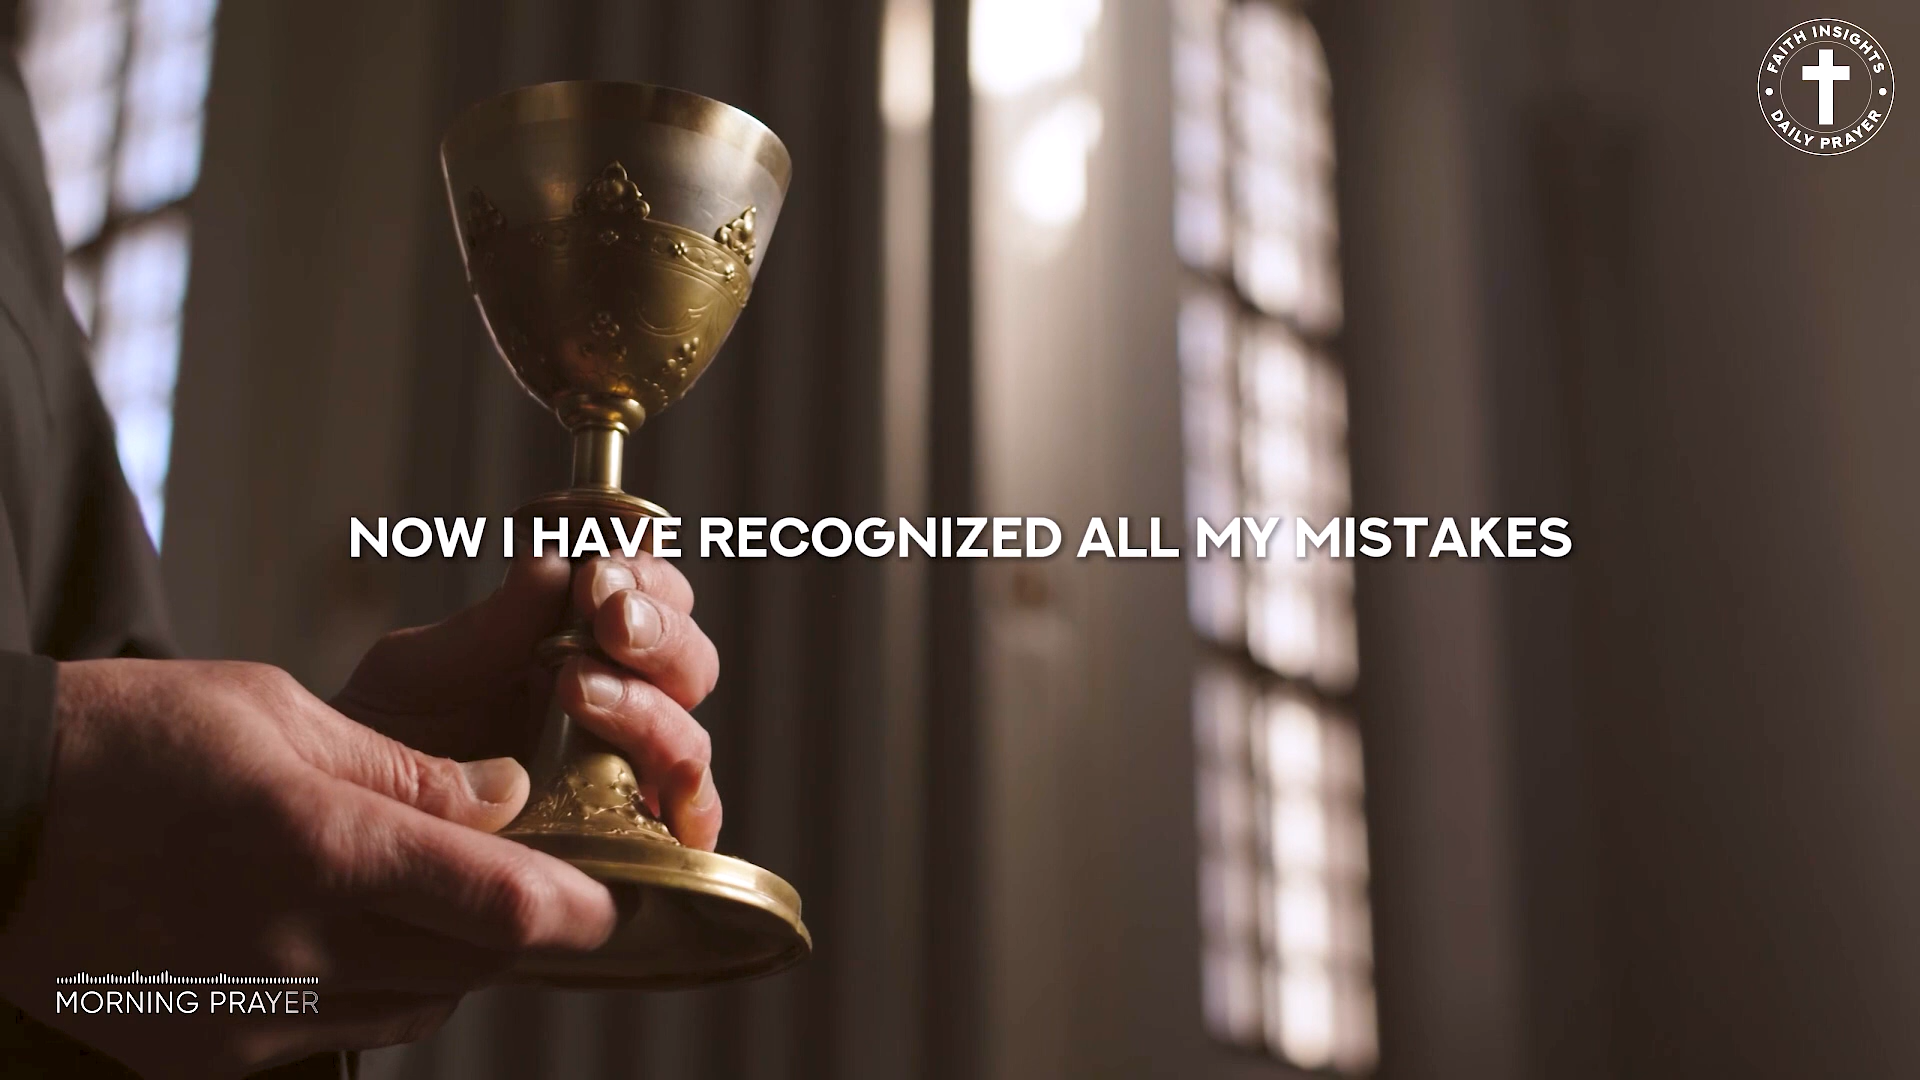 FAITH INSIGHTS
DAILY PRAYER
NOW I HAVE RECOGNIZED ALL MY MISTAKES
MORNING PRAYER